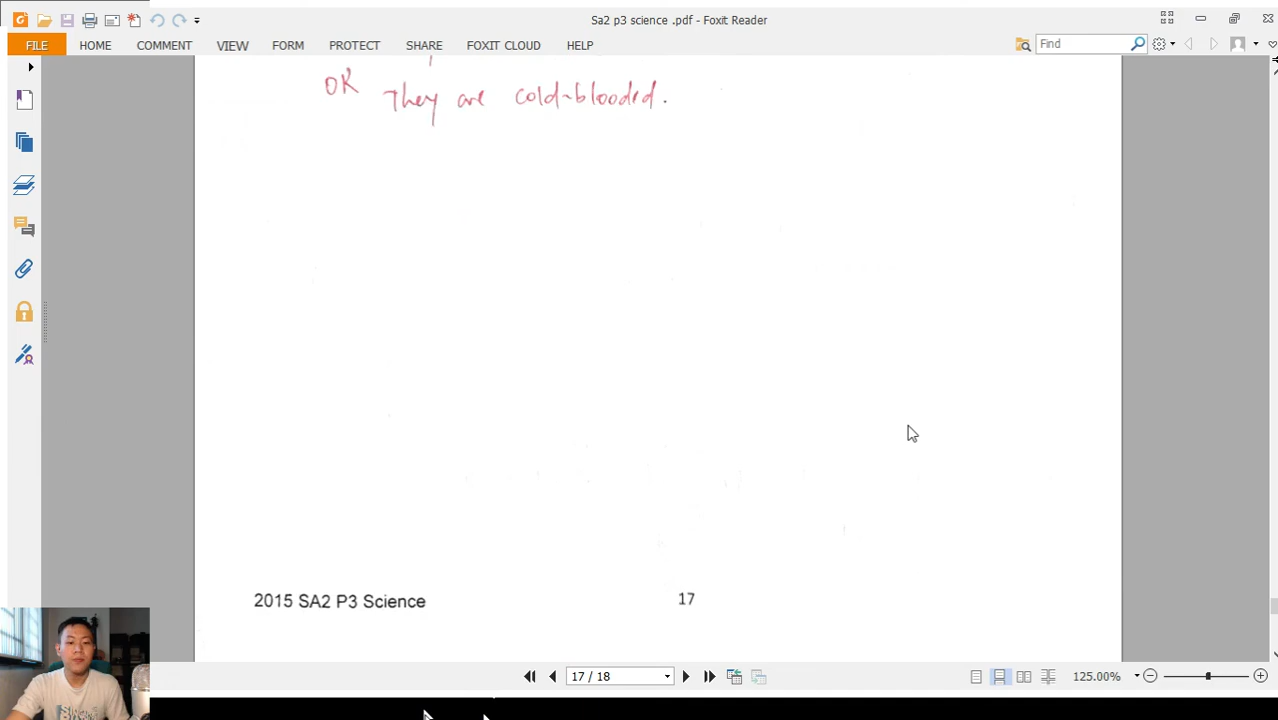 Sa2 p3 science .pdf - Foxit Reader
FILE HOME COMMENT VIEW FORM PROTECT SHARE FOXIT CLOUD HELP Find
OR They are cold-blooded.
2015 SA2 P3 Science 17
17 / 18 125.00%